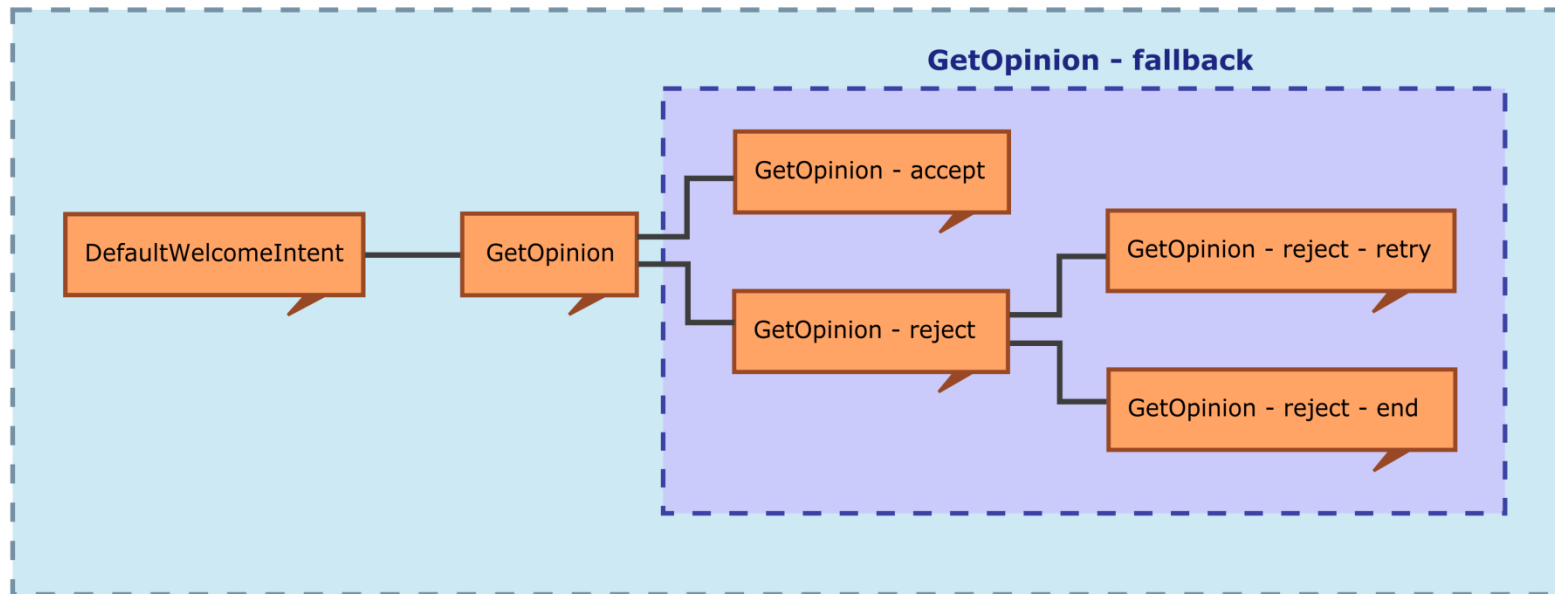 GetOpinion - fallback
GetOpinion - accept
DefaultWelcomeIntent
GetOpinion
GetOpinion - reject - retry
GetOpinion - reject
GetOpinion - reject - end